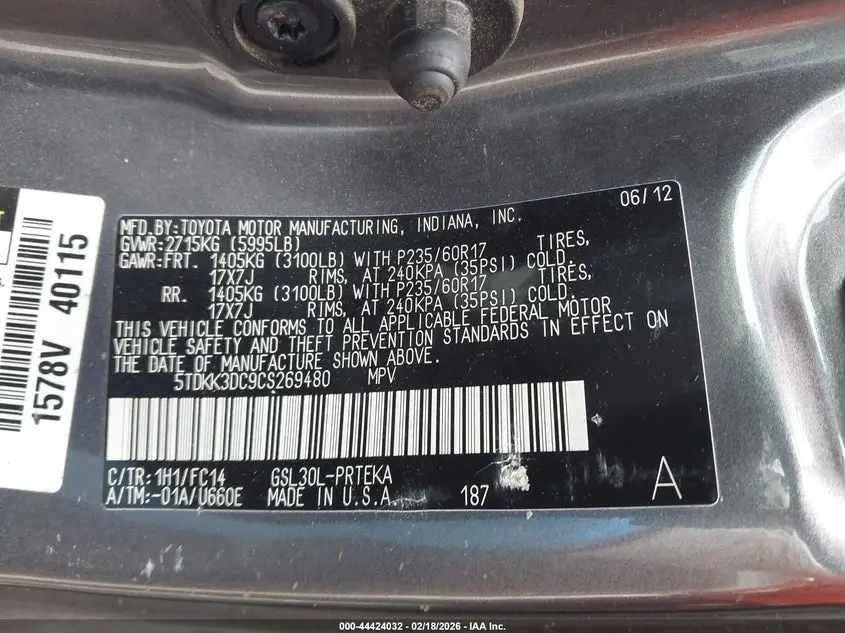 06/12
MFD.BY:TOYOTA MOTOR MANUFACTURING, INDIANA, INC.
GVWR:2715KG (5995LB)
GAWR:FRT. 1405KG (3100LB) WITH P235/60R17 TIRES,
17X7J RIMS, AT 240KPA (35PSI) COLD.
RR. 1405KG (3100LB) WITH P235/60R17 TIRES,
17X7J RIMS, AT 240KPA (35PSI) COLD.
THIS VEHICLE CONFORMS TO ALL APPLICABLE FEDERAL MOTOR
VEHICLE SAFETY AND THEFT PREVENTION STANDARDS IN EFFECT ON
THE DATE OF MANUFACTURE SHOWN ABOVE.
5TDKK3DC9CS269480 MPV
C/TR:1H1/FC14 GSL30L-PRTEKA
A/TM:-01A/U660E MADE IN U.S.A. 187 A
1578V 40115
000-44424032 - 02/18/2026 - IAA Inc.